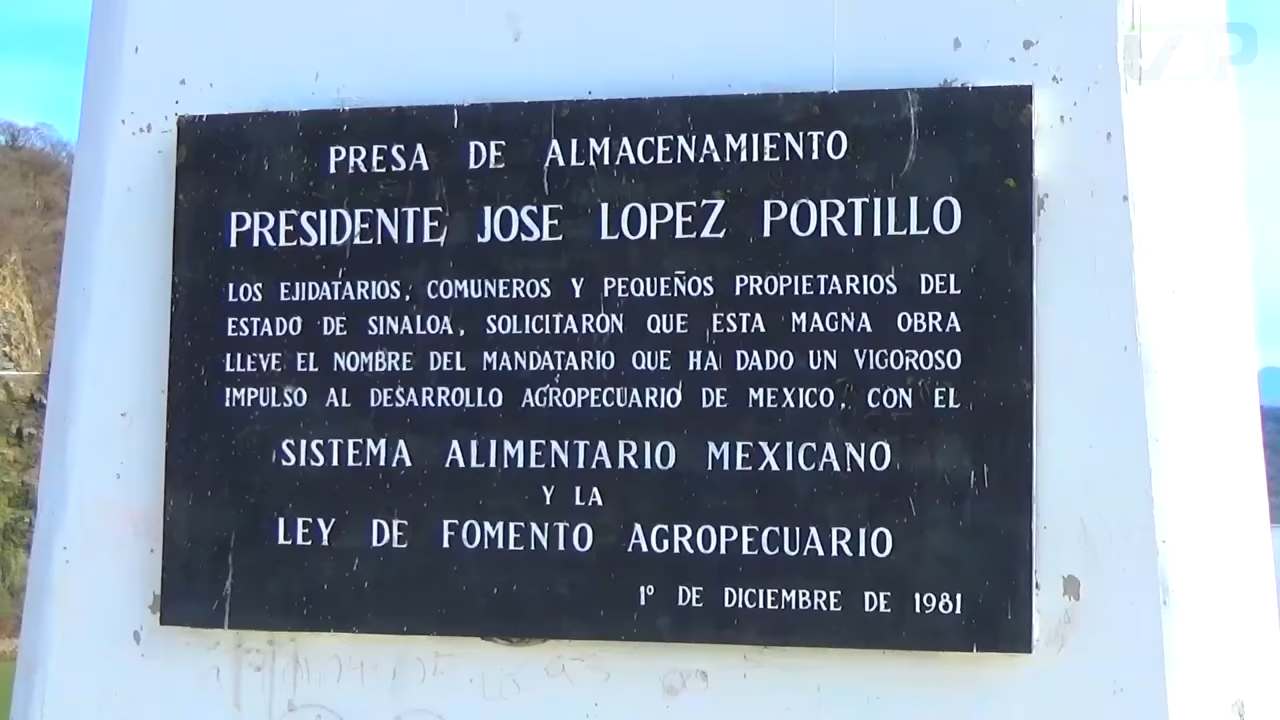 PRESA DE ALMACENAMIENTO
PRESIDENTE JOSE LOPEZ PORTILLO
LOS EJIDATARIOS, COMUNEROS Y PEQUEÑOS PROPIETARIOS DEL
ESTADO DE SINALOA, SOLICITARON QUE ESTA MAGNA OBRA
LLEVE EL NOMBRE DEL MANDATARIO QUE HA DADO UN VIGOROSO
IMPULSO AL DESARROLLO AGROPECUARIO DE MEXICO, CON EL
SISTEMA ALIMENTARIO MEXICANO
Y LA
LEY DE FOMENTO AGROPECUARIO
1º DE DICIEMBRE DE 1981